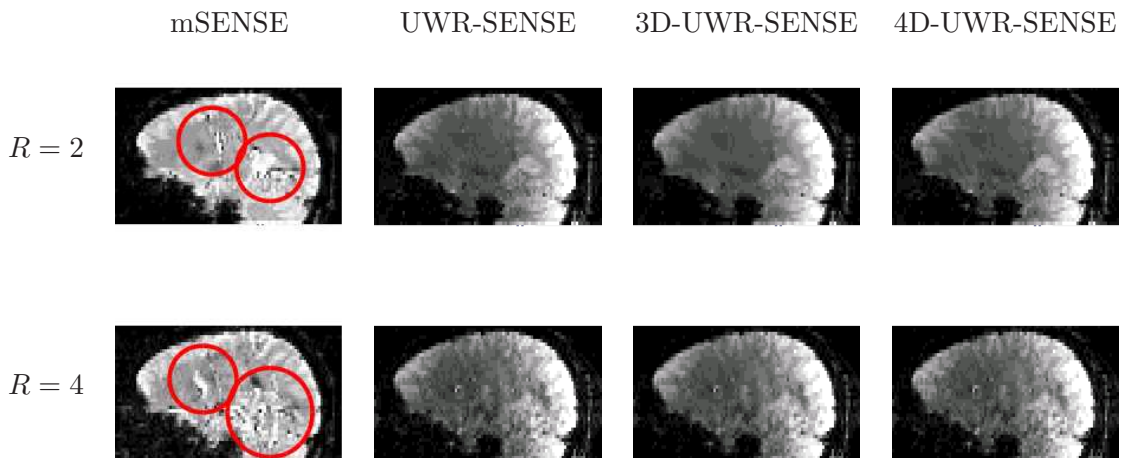 mSENSE UWR-SENSE 3D-UWR-SENSE 4D-UWR-SENSE
R = 2
R = 4